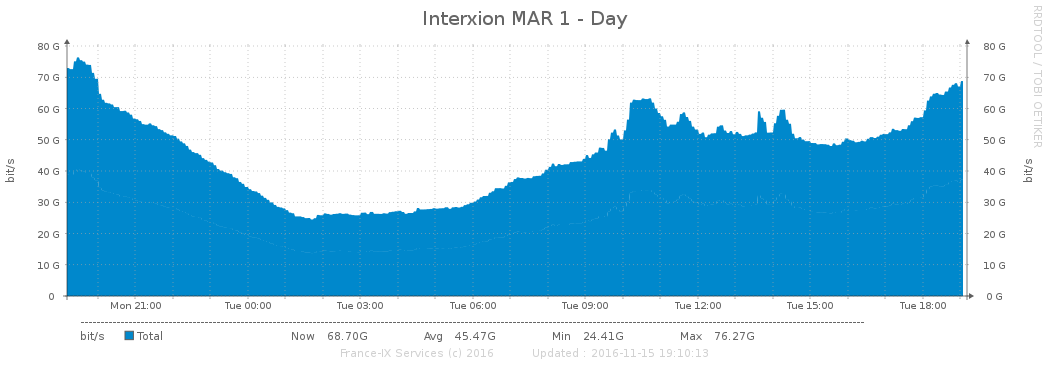 Interxion MAR 1 - Day
RRDTOOL / TOBI OETIKER
bit/s
80 G 80 G
70 G 70 G
60 G 60 G
50 G 50 G
40 G 40 G
30 G 30 G
20 G 20 G
10 G 10 G
0 0 G
bit/s
Mon 21:00 Tue 00:00 Tue 03:00 Tue 06:00 Tue 09:00 Tue 12:00 Tue 15:00 Tue 18:00
bit/s Total Now 68.70G Avg 45.47G Min 24.41G Max 76.27G
France-IX Services (c) 2016 Updated : 2016-11-15 19:10:13